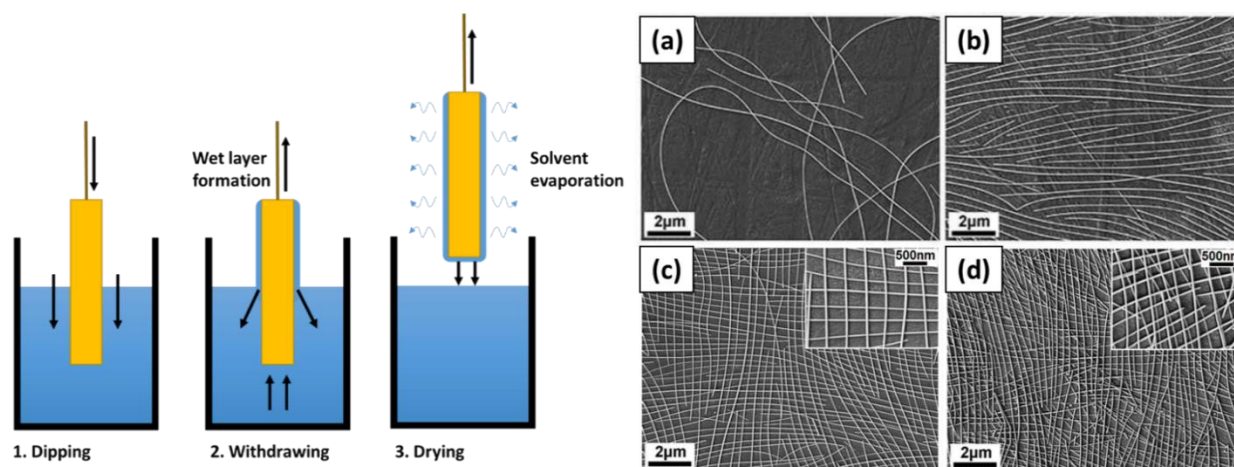 Wet layer
formation
Solvent
evaporation
1. Dipping
2. Withdrawing
3. Drying
(a)
2μm
(b)
2μm
(c)
500nm
2μm
(d)
500nm
2μm